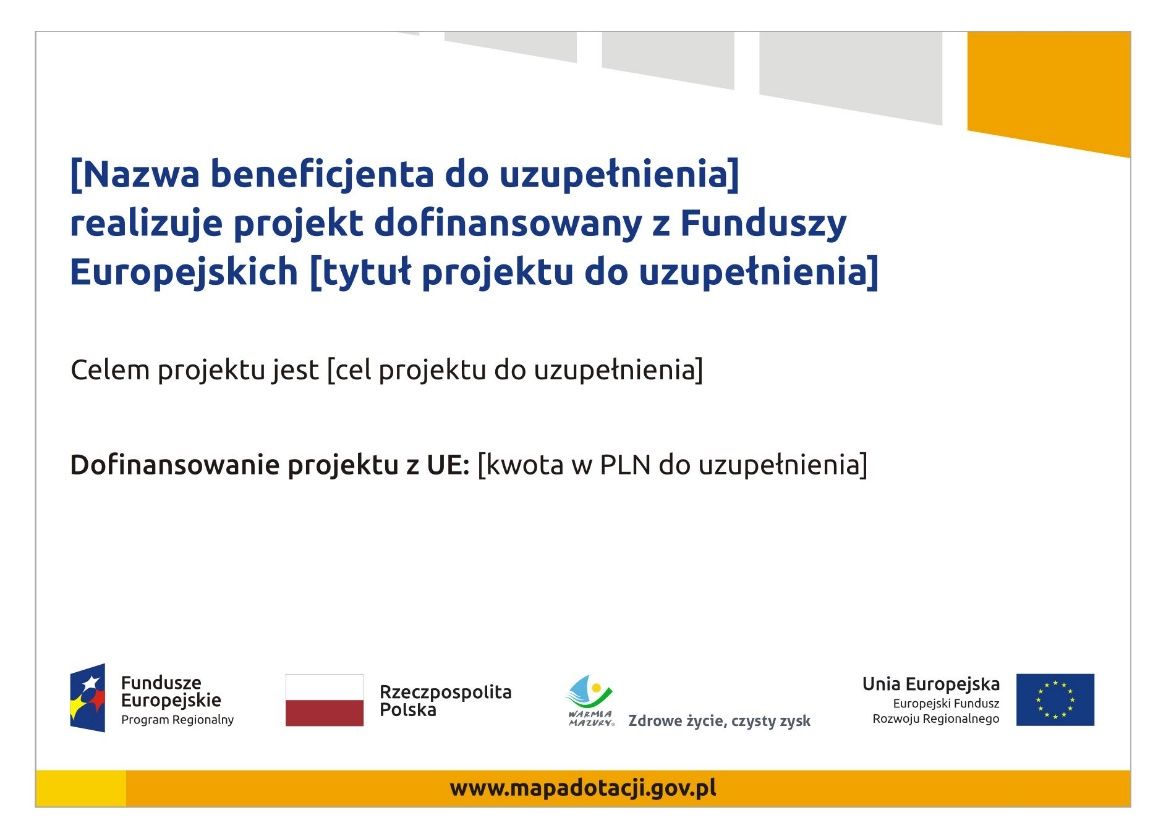 [Nazwa beneficjenta do uzupełnienia]
realizuje projekt dofinansowany z Funduszy
Europejskich [tytuł projektu do uzupełnienia]
Celem projektu jest [cel projektu do uzupełnienia]
Dofinansowanie projektu z UE: [kwota w PLN do uzupełnienia]
Fundusze
Europejskie
Program Regionalny
Rzeczpospolita
Polska
WARMIA
MAZURY
Zdrowe życie, czysty zysk
Unia Europejska
Europejski Fundusz
Rozwoju Regionalnego
www.mapadotacji.gov.pl